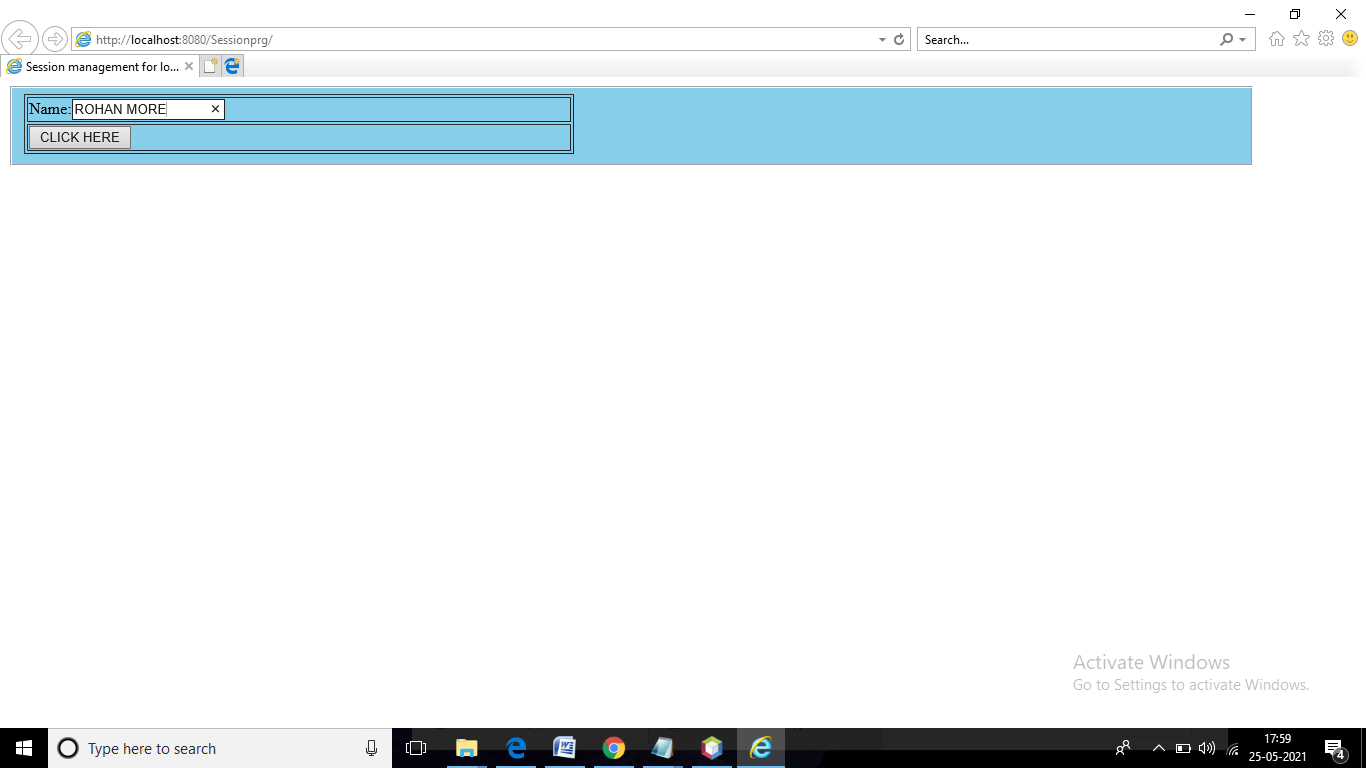 http://localhost:8080/Sessionprg/
Search...
Session management for lo...
Name: ROHAN MORE
CLICK HERE
Activate Windows
Go to Settings to activate Windows.
Type here to search
17:59
25-05-2021
4